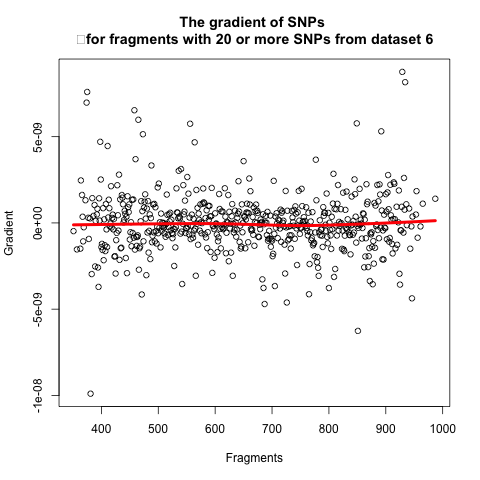 The gradient of SNPs
for fragments with 20 or more SNPs from dataset 6
5e-09
0e+00
-5e-09
-1e-08
Gradient
400 500 600 700 800 900 1000
Fragments